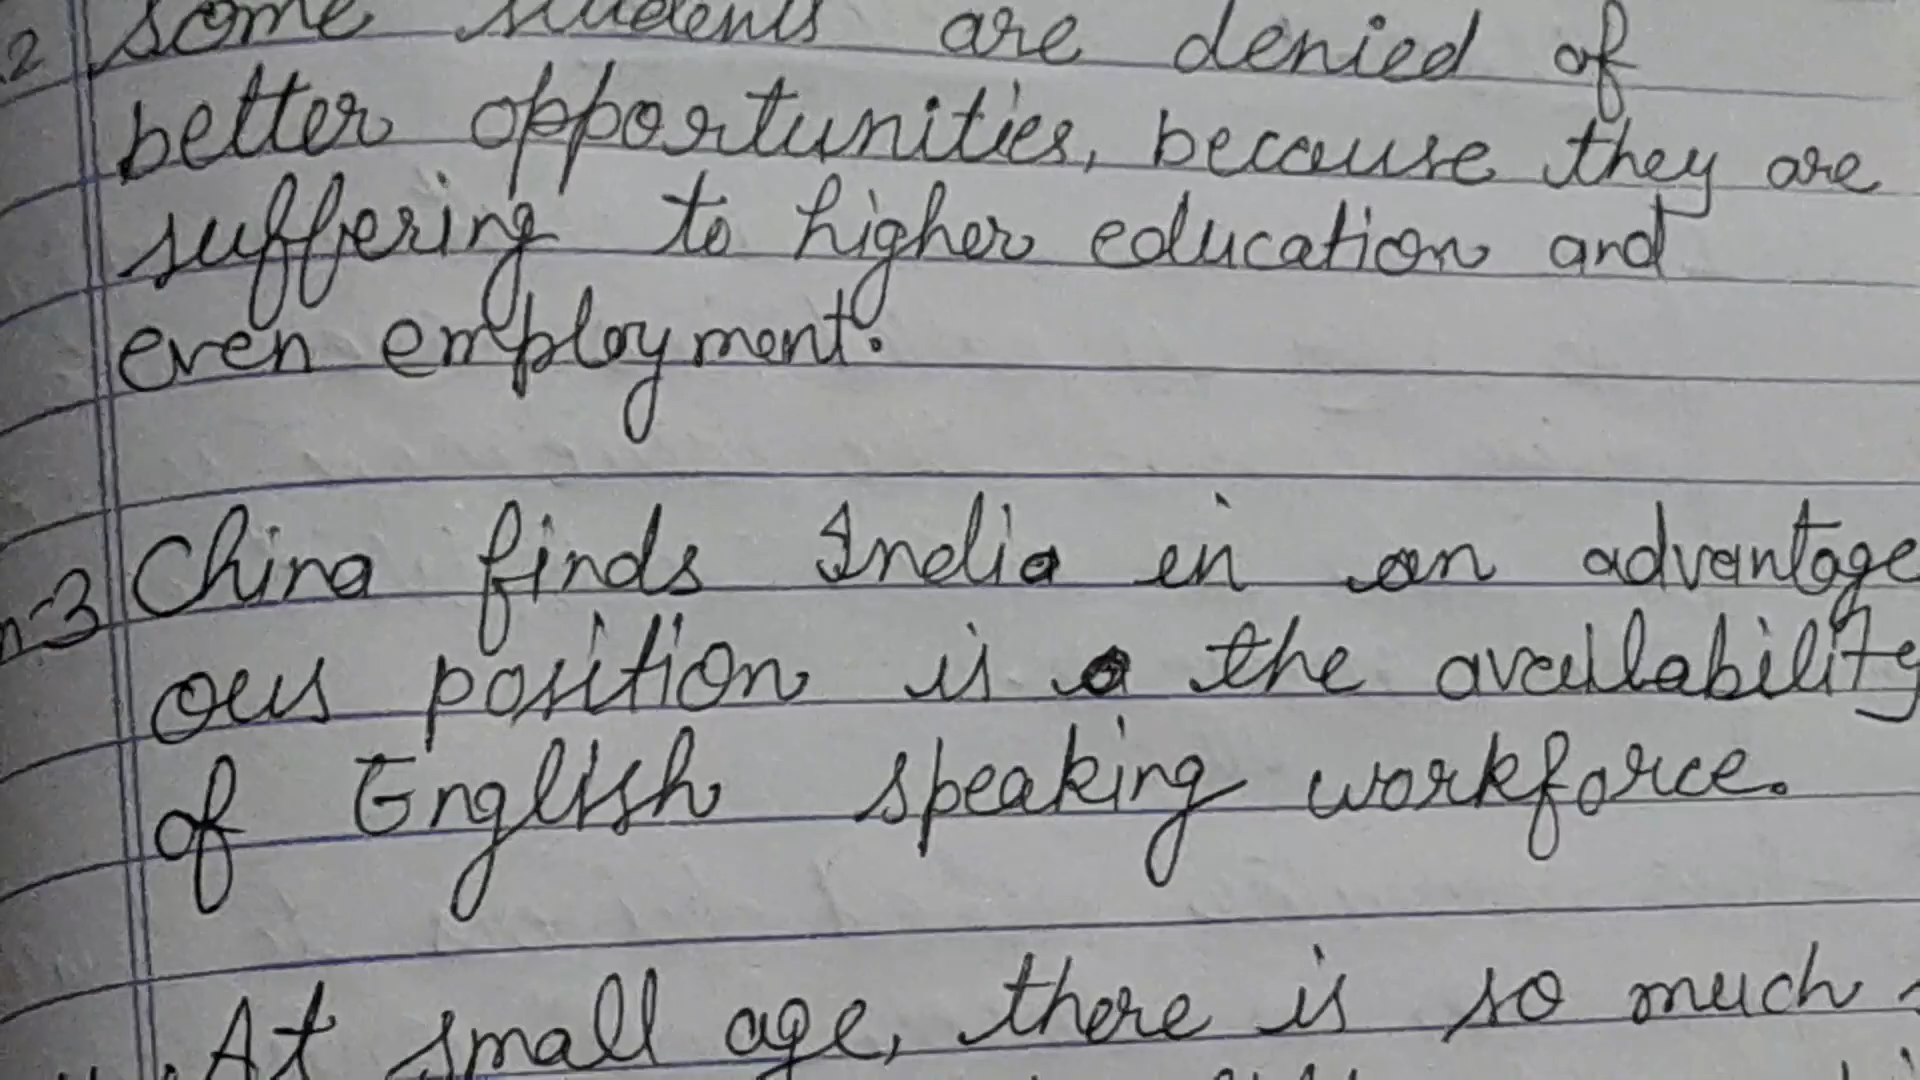 .2 Some students are denied of
better opportunities, because they are
suffering to higher education and
even employment.
n-3 China finds India in an advantage
ous position is the availability
of English speaking workforce.
At small age, there is so much